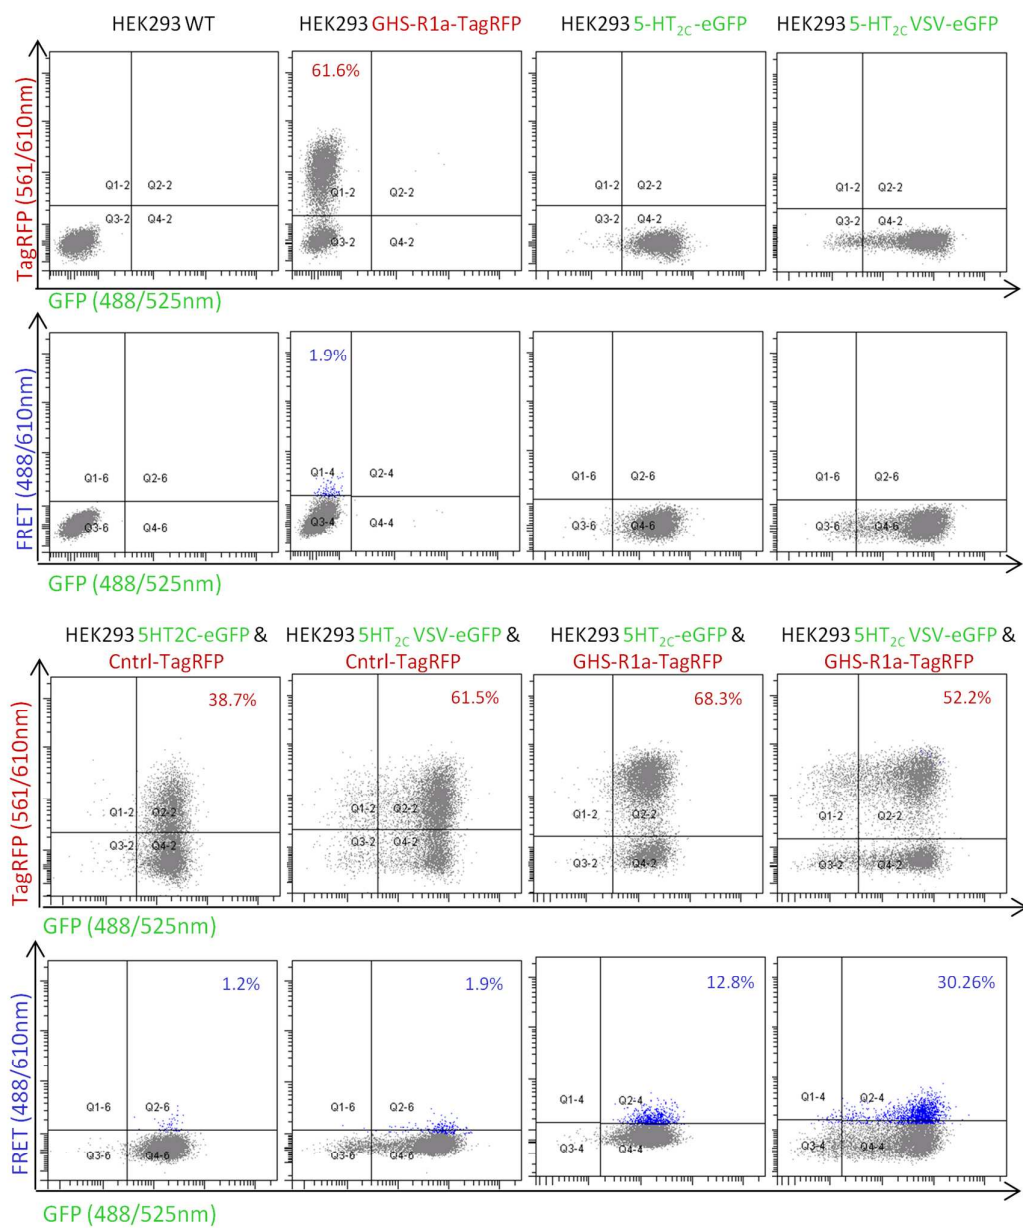 HEK293 WT
HEK293 GHS-R1a-TagRFP
HEK293 5-HT2C-eGFP
HEK293 5-HT2C VSV-eGFP
TagRFP (561/610nm)
61.6%
Q1-2 Q2-2
Q3-2 Q4-2
Q1-2 Q2-2
Q3-2 Q4-2
Q1-2 Q2-2
Q3-2 Q4-2
Q1-2 Q2-2
Q3-2 Q4-2
GFP (488/525nm)
FRET (488/610nm)
1.9%
Q1-6 Q2-6
Q3-6 Q4-6
Q1-4 Q2-4
Q3-4 Q4-4
Q1-6 Q2-6
Q3-6 Q4-6
Q1-6 Q2-6
Q3-6 Q4-6
GFP (488/525nm)
HEK293 5HT2C-eGFP &
Cntrl-TagRFP
HEK293 5HT2C VSV-eGFP &
Cntrl-TagRFP
HEK293 5HT2C-eGFP &
GHS-R1a-TagRFP
HEK293 5HT2C VSV-eGFP &
GHS-R1a-TagRFP
TagRFP (561/610nm)
38.7%
61.5%
68.3%
52.2%
Q1-2 Q2-2
Q3-2 Q4-2
Q1-2 Q2-2
Q3-2 Q4-2
Q1-2 Q2-2
Q3-2 Q4-2
Q1-2 Q2-2
Q3-2 Q4-2
GFP (488/525nm)
FRET (488/610nm)
1.2%
1.9%
12.8%
30.26%
Q1-6 Q2-6
Q3-6 Q4-6
Q1-6 Q2-6
Q3-6 Q4-6
Q1-4 Q2-4
Q3-4 Q4-4
Q1-4 Q2-4
Q3-4 Q4-4
GFP (488/525nm)